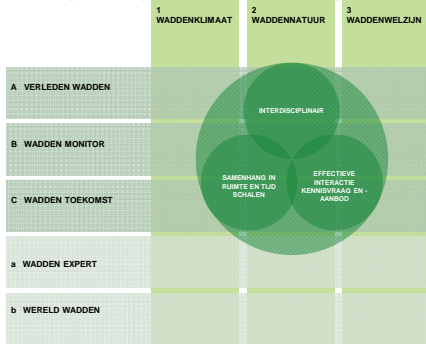 1
WADDENKLIMAAT
2
WADDENNATUUR
3
WADDENWELZIJN
A VERLEDEN WADDEN
INTERDISCIPLINAIR
B WADDEN MONITOR
SAMENHANG IN
RUIMTE EN TIJD
SCHALEN
EFFECTIEVE
INTERACTIE
KENNISVRAAG EN -
AANBOD
C WADDEN TOEKOMST
a WADDEN EXPERT
b WERELD WADDEN